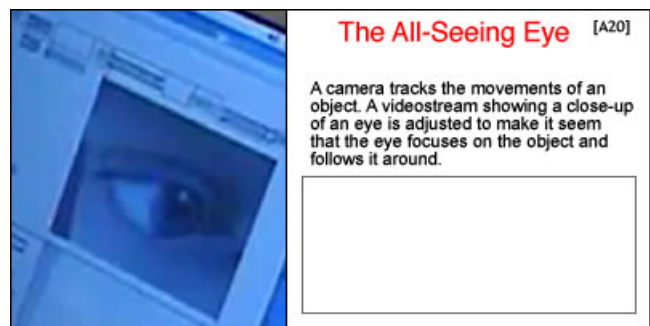 The All-Seeing Eye [A20]
A camera tracks the movements of an
object. A videostream showing a close-up
of an eye is adjusted to make it seem
that the eye focuses on the object and
follows it around.